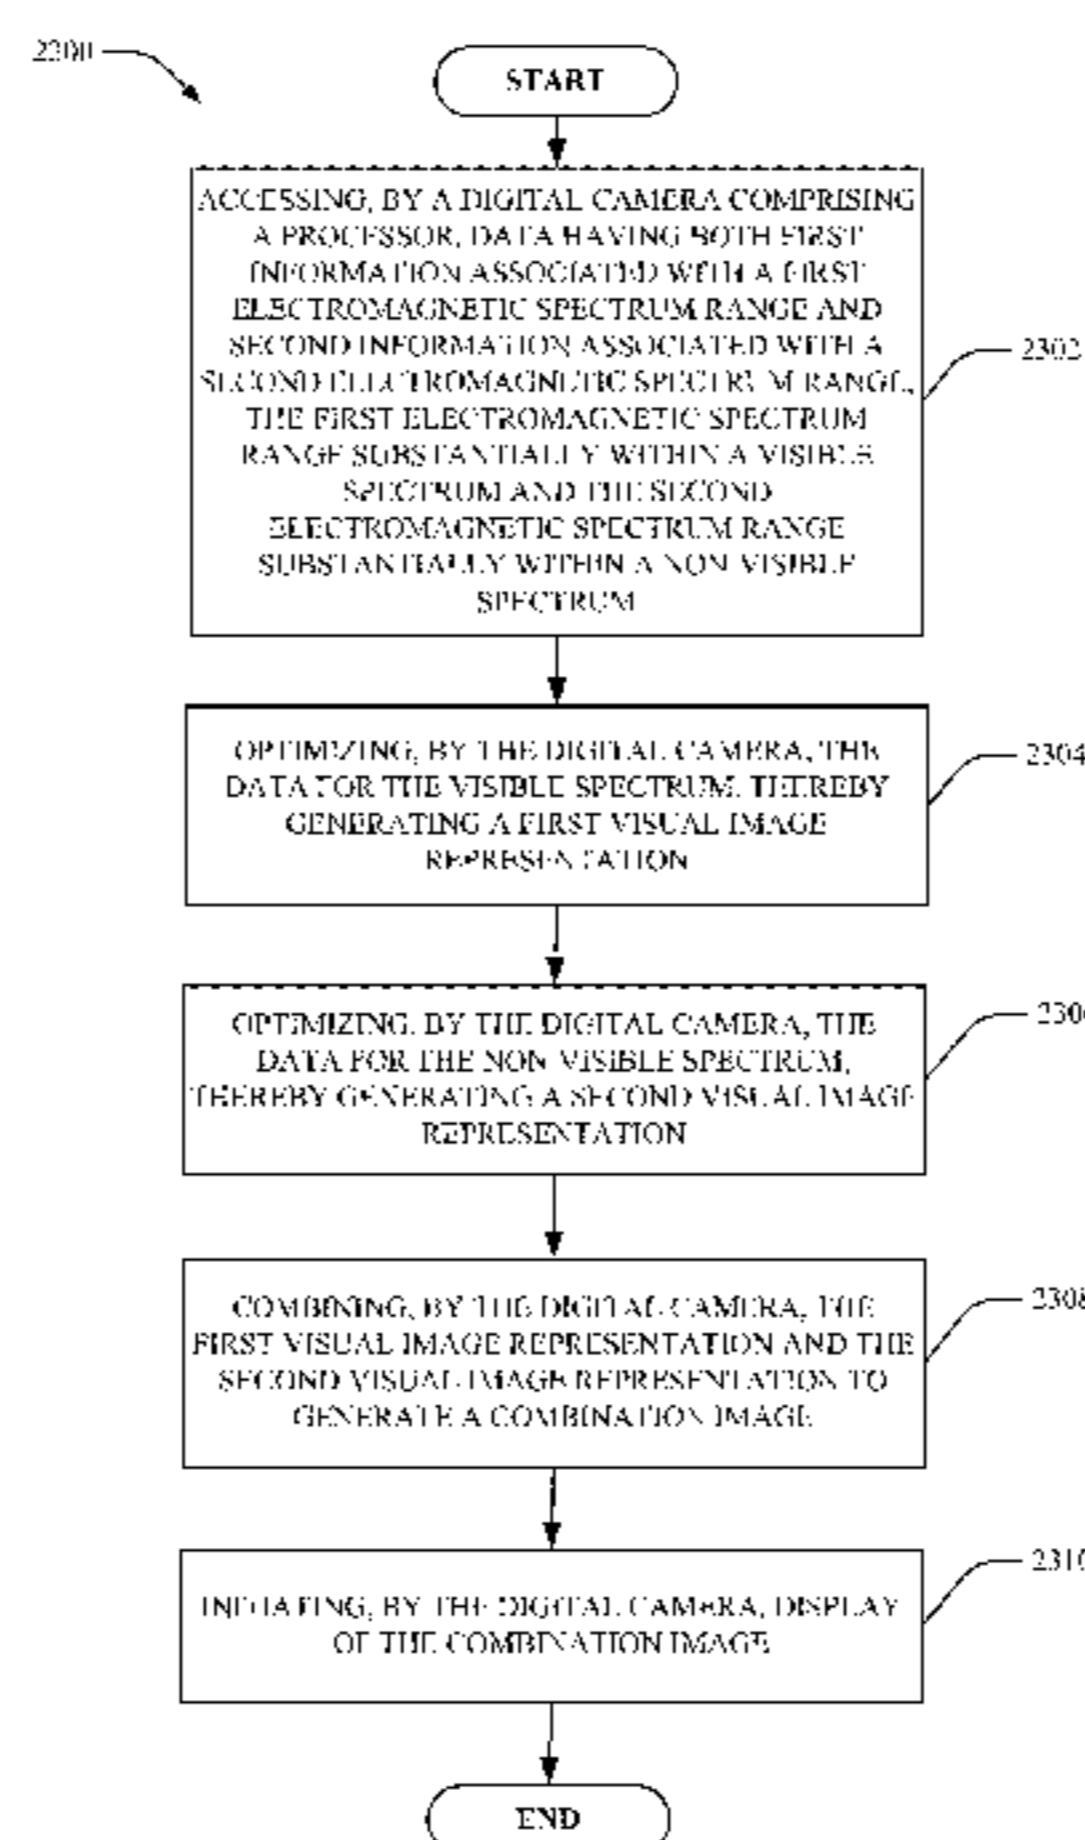 2300
START
ACCESSING, BY A DIGITAL CAMERA COMPRISING
A PROCESSOR, DATA HAVING BOTH FIRST
INFORMATION ASSOCIATED WITH A FIRST
ELECTROMAGNETIC SPECTRUM RANGE AND
SECOND INFORMATION ASSOCIATED WITH A
SECOND ELECTROMAGNETIC SPECTRUM RANGE,
THE FIRST ELECTROMAGNETIC SPECTRUM
RANGE SUBSTANTIALLY WITHIN A VISIBLE
SPECTRUM AND THE SECOND
ELECTROMAGNETIC SPECTRUM RANGE
SUBSTANTIALLY WITHIN A NON VISIBLE
SPECTRUM
2302
OPTIMIZING, BY THE DIGITAL CAMERA, THE
DATA FOR THE VISIBLE SPECTRUM, THEREBY
GENERATING A FIRST VISUAL IMAGE
REPRESENTATION
2304
OPTIMIZING, BY THE DIGITAL CAMERA, THE
DATA FOR THE NON VISIBLE SPECTRUM,
THEREBY GENERATING A SECOND VISUAL IMAGE
REPRESENTATION
230
COMBINING, BY THE DIGITAL CAMERA, THE
FIRST VISUAL IMAGE REPRESENTATION AND THE
SECOND VISUAL IMAGE REPRESENTATION TO
GENERATE A COMBINATION IMAGE
2308
INITIATING, BY THE DIGITAL CAMERA, DISPLAY
OF THE COMBINATION IMAGE
2310
END